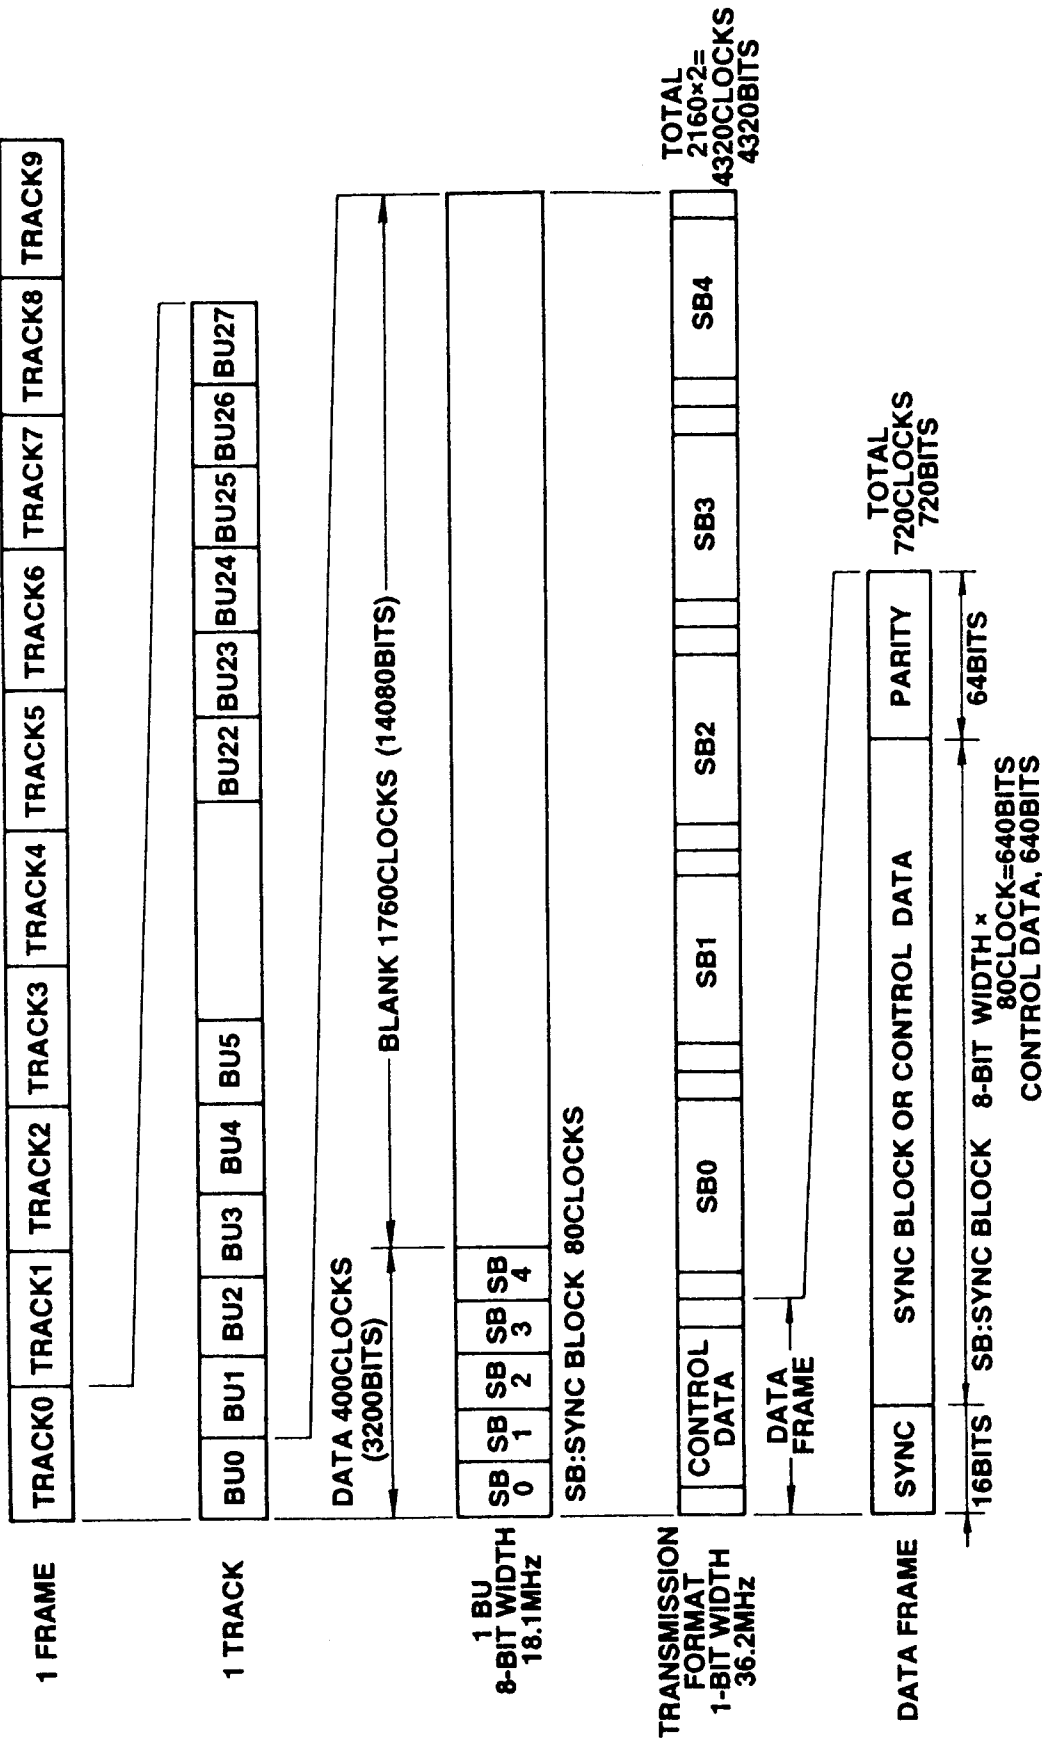 1 FRAME
TRACK0 TRACK1 TRACK2 TRACK3 TRACK4 TRACK5 TRACK6 TRACK7 TRACK8 TRACK9
1 TRACK
BU0 BU1 BU2 BU3 BU4 BU5 BU22 BU23 BU24 BU25 BU26 BU27
DATA 400CLOCKS
(3200BITS)
BLANK 1760CLOCKS (14080BITS)
1 BU
8-BIT WIDTH
18.1MHz
SB 0 SB 1 SB 2 SB 3 SB 4
SB:SYNC BLOCK 80CLOCKS
TRANSMISSION
FORMAT
1-BIT WIDTH
36.2MHz
CONTROL
DATA
SB0 SB1 SB2 SB3 SB4
TOTAL
2160×2=
4320CLOCKS
4320BITS
DATA
FRAME
DATA FRAME
SYNC SYNC BLOCK OR CONTROL DATA PARITY
TOTAL
720CLOCKS
720BITS
16BITS SB:SYNC BLOCK 8-BIT WIDTH × 64BITS
80CLOCK=640BITS
CONTROL DATA, 640BITS